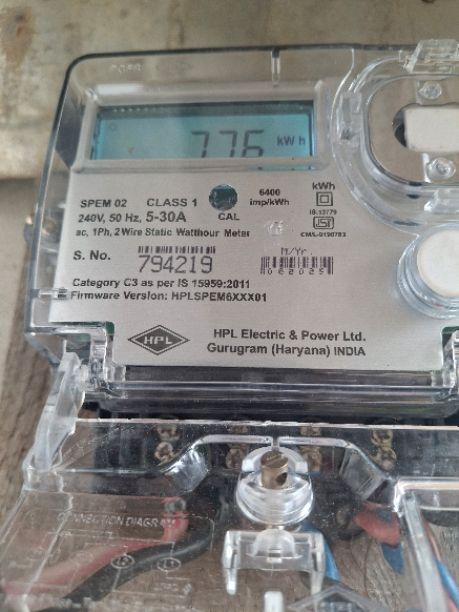 776 kWh
SPEM 02 CLASS 1 6400 kWh
240V, 50 Hz, 5-30A CAL imp/kWh
IS:13779
ac, 1Ph, 2 Wire Static Watthour Meter
S. No. 794219 M/Yr
062025
Category C3 as per IS 15959:2011
Firmware Version: HPLSPEM6XXX01
HPL HPL Electric & Power Ltd.
Gurugram (Haryana) INDIA
CONNECTION DIAGRAM